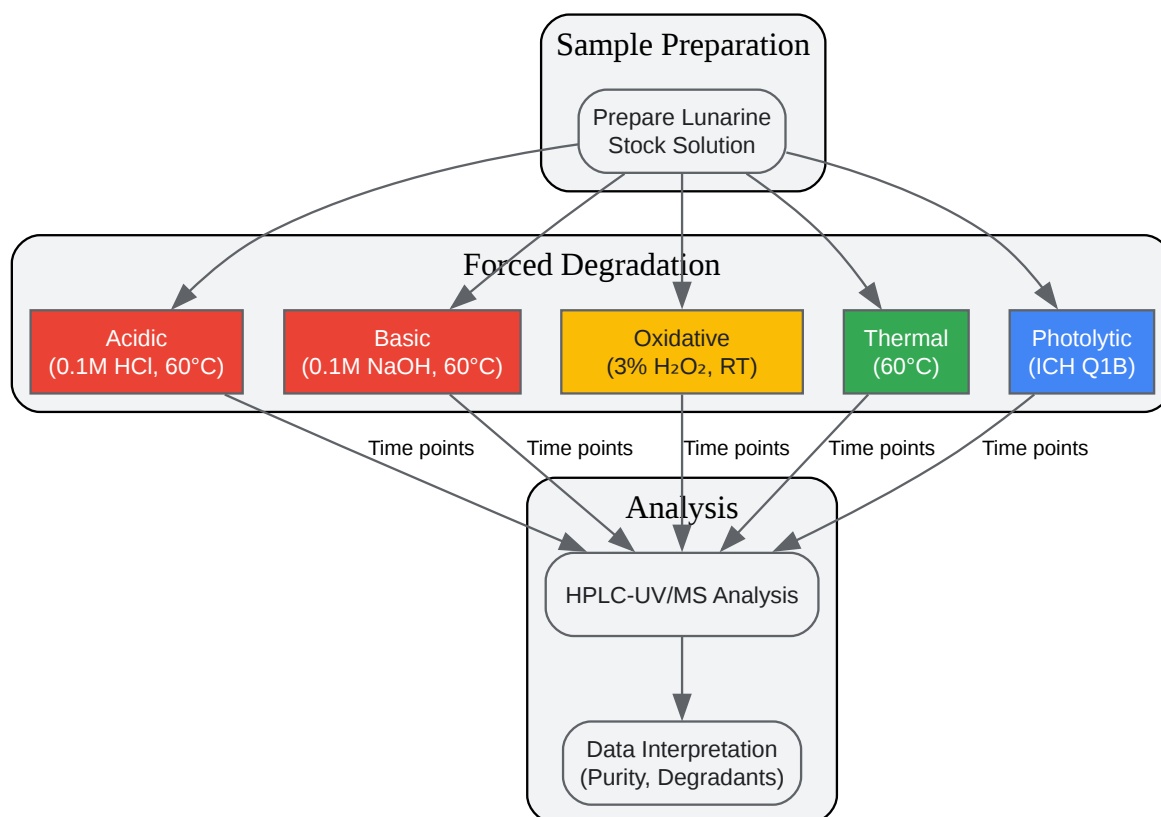 Sample Preparation
Prepare Lunarine
Stock Solution
Forced Degradation
Acidic
(0.1M HCl, 60°C)
Basic
(0.1M NaOH, 60°C)
Oxidative
(3% H₂O₂, RT)
Thermal
(60°C)
Photolytic
(ICH Q1B)
Time points
Time points
Time points
Time points
Time points
Analysis
HPLC-UV/MS Analysis
Data Interpretation
(Purity, Degradants)